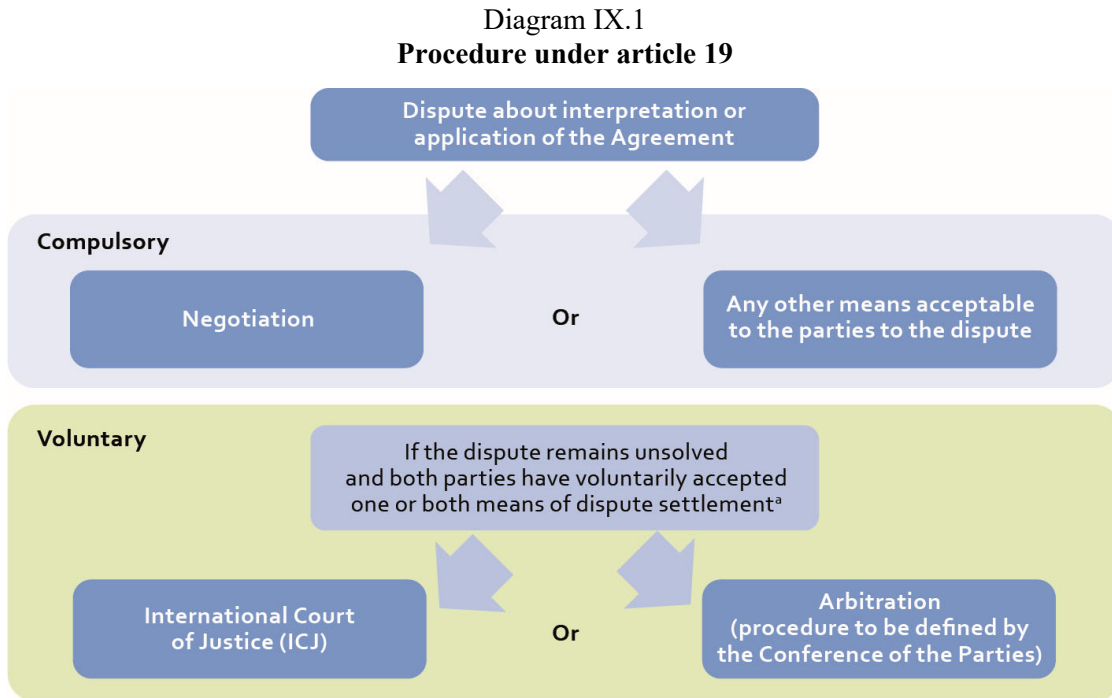 Diagram IX.1
Procedure under article 19
Dispute about interpretation or
application of the Agreement
Compulsory
Negotiation
Or
Any other means acceptable
to the parties to the dispute
Voluntary
If the dispute remains unsolved
and both parties have voluntarily accepted
one or both means of dispute settlementᵃ
International Court
of Justice (ICJ)
Or
Arbitration
(procedure to be defined by
the Conference of the Parties)